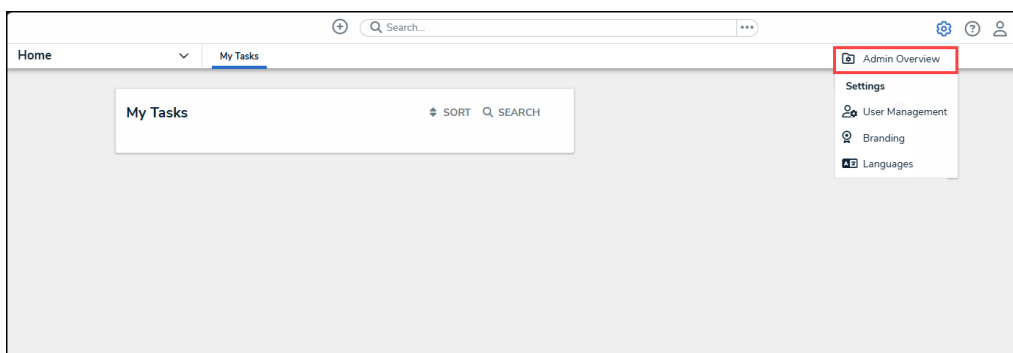 Search...
Home
My Tasks
Admin Overview
Settings
User Management
Branding
Languages
My Tasks
SORT
SEARCH